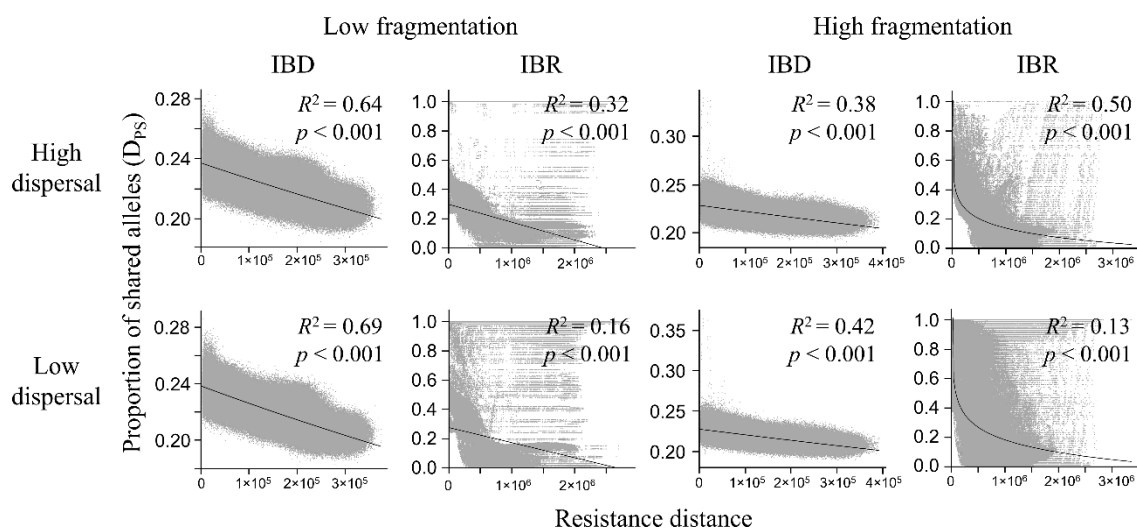 Low fragmentation
High fragmentation
IBD
IBR
IBD
IBR
High
dispersal
Low
dispersal
Proportion of shared alleles (D_PS)
0.28
0.24
0.20
R² = 0.64
p < 0.001
0
1×10⁵
2×10⁵
3×10⁵
1.0
0.8
0.6
0.4
0.2
0.0
R² = 0.32
p < 0.001
0
1×10⁶
2×10⁶
0.30
0.25
0.20
R² = 0.38
p < 0.001
0
1×10⁵
2×10⁵
3×10⁵
4×10⁵
1.0
0.8
0.6
0.4
0.2
0.0
R² = 0.50
p < 0.001
0
1×10⁶
2×10⁶
3×10⁶
0.28
0.24
0.20
R² = 0.69
p < 0.001
0
1×10⁵
2×10⁵
3×10⁵
1.0
0.8
0.6
0.4
0.2
0.0
R² = 0.16
p < 0.001
0
1×10⁶
2×10⁶
0.35
0.30
0.25
0.20
R² = 0.42
p < 0.001
0
1×10⁵
2×10⁵
3×10⁵
4×10⁵
1.0
0.8
0.6
0.4
0.2
0.0
R² = 0.13
p < 0.001
0
1×10⁶
2×10⁶
3×10⁶
Resistance distance